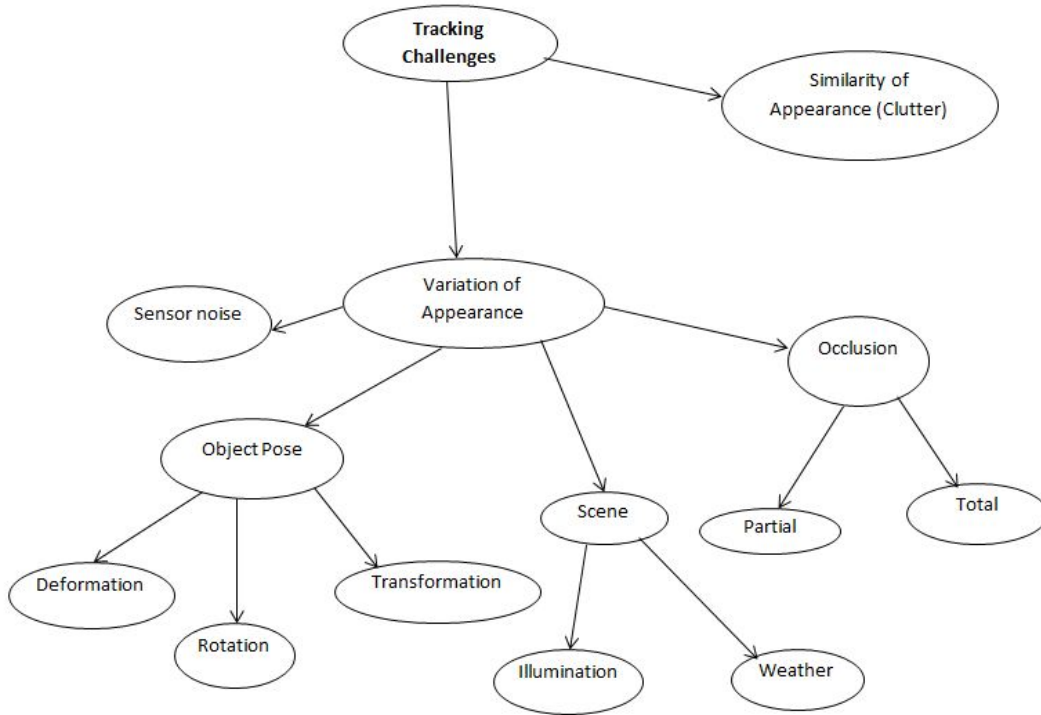 Tracking
Challenges
Similarity of
Appearance (Clutter)
Variation of
Appearance
Sensor noise
Occlusion
Object Pose
Scene
Partial
Total
Deformation
Transformation
Rotation
Illumination
Weather